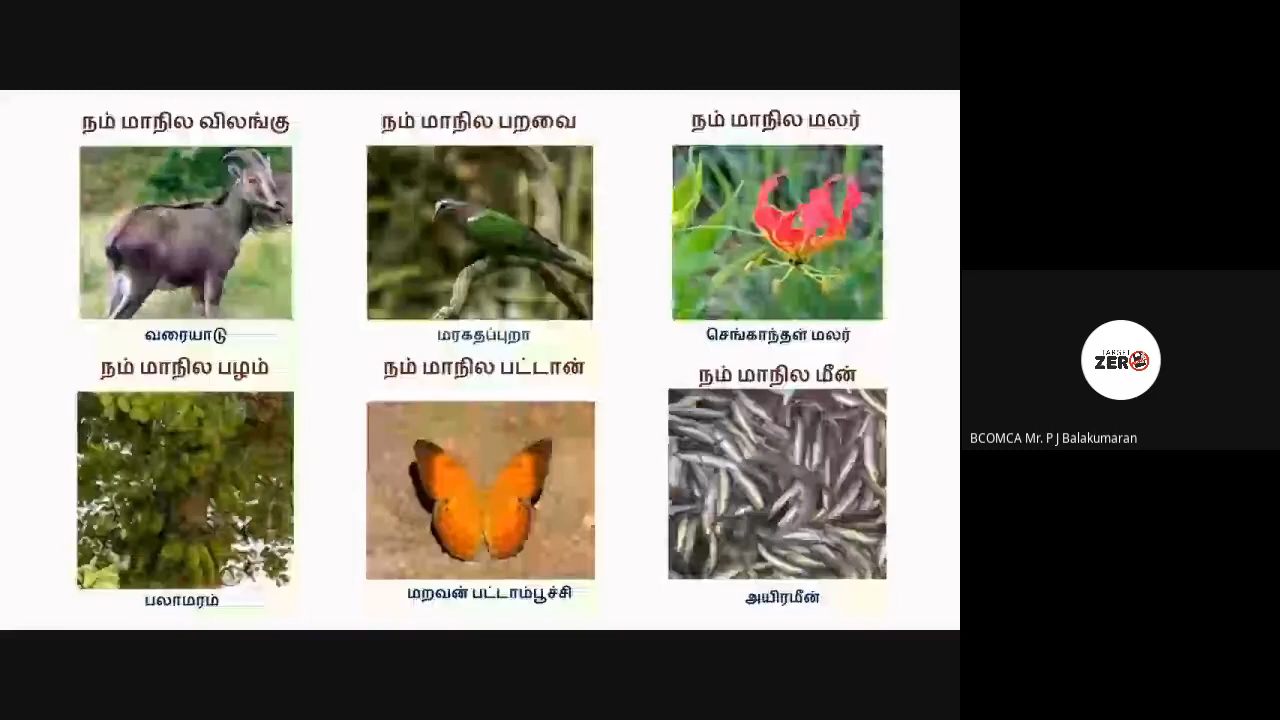 நம் மாநில விலங்கு
நம் மாநில பறவை
நம் மாநில மலர்
வரையாடு
மரகதப்புறா
செங்காந்தள் மலர்
நம் மாநில பழம்
நம் மாநில பட்டான்
நம் மாநில மீன்
பலாமரம்
மறவன் பட்டாம்பூச்சி
அயிரமீன்
TARGET
ZERO
BCOMCA Mr. P J Balakumaran